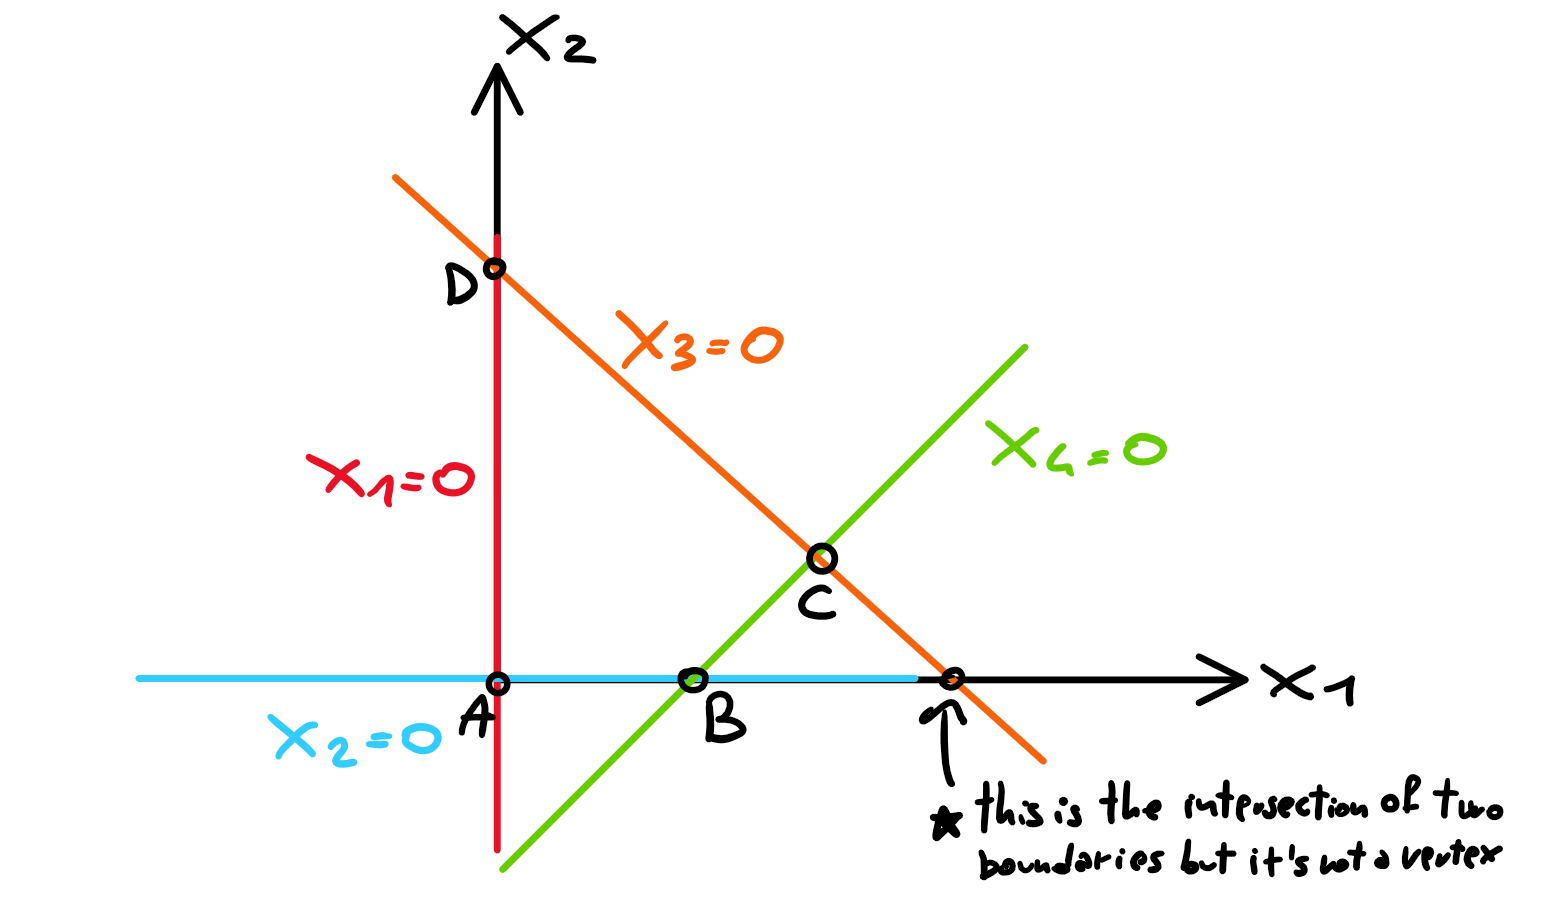 X2
D
X3=0
X4=0
X1=0
C
X1
A
B
X2=0
★ this is the intersection of two
boundaries but it's not a vertex